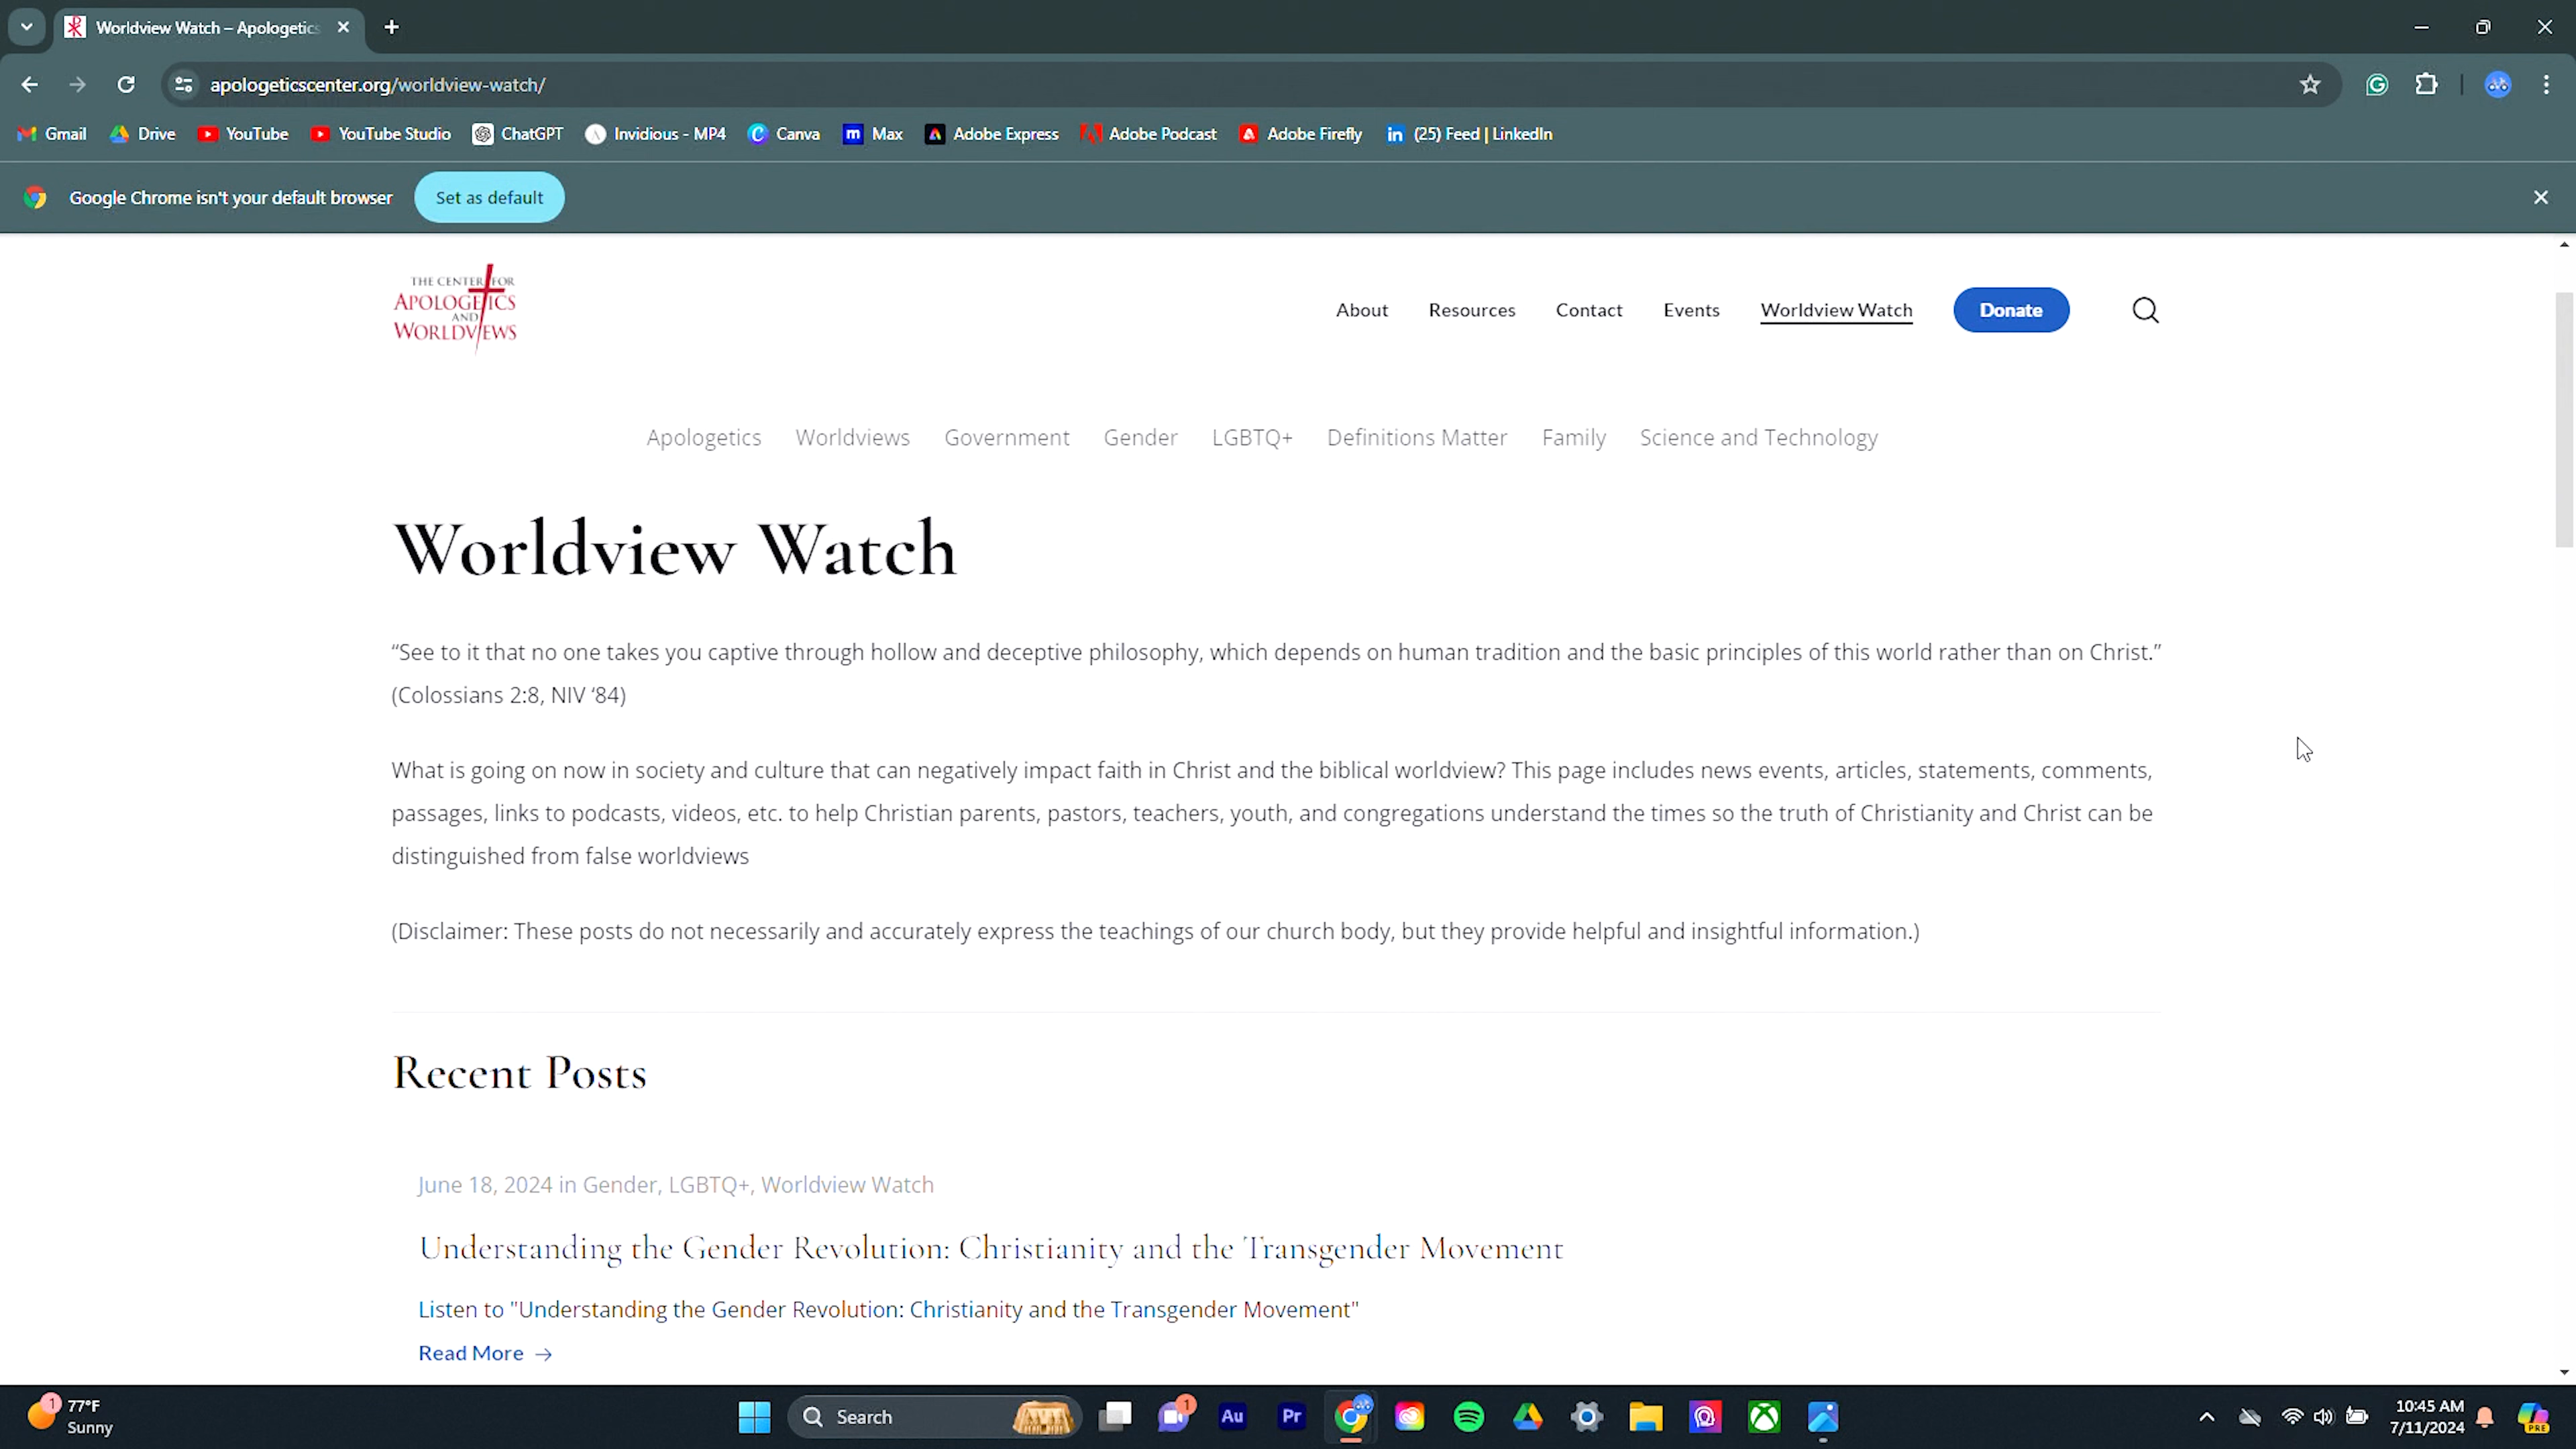 Worldview Watch – Apologetics
apologeticscenter.org/worldview-watch/
Gmail Drive YouTube YouTube Studio ChatGPT Invidious - MP4 Canva Max Adobe Express Adobe Podcast Adobe Firefly (25) Feed | LinkedIn
Google Chrome isn't your default browser Set as default
THE CENTER FOR
APOLOGETICS
AND
WORLDVIEWS
About Resources Contact Events Worldview Watch Donate
Apologetics Worldviews Government Gender LGBTQ+ Definitions Matter Family Science and Technology
Worldview Watch
“See to it that no one takes you captive through hollow and deceptive philosophy, which depends on human tradition and the basic principles of this world rather than on Christ.”
(Colossians 2:8, NIV ‘84)
What is going on now in society and culture that can negatively impact faith in Christ and the biblical worldview? This page includes news events, articles, statements, comments,
passages, links to podcasts, videos, etc. to help Christian parents, pastors, teachers, youth, and congregations understand the times so the truth of Christianity and Christ can be
distinguished from false worldviews
(Disclaimer: These posts do not necessarily and accurately express the teachings of our church body, but they provide helpful and insightful information.)
Recent Posts
June 18, 2024 in Gender, LGBTQ+, Worldview Watch
Understanding the Gender Revolution: Christianity and the Transgender Movement
Listen to "Understanding the Gender Revolution: Christianity and the Transgender Movement"
Read More →
1 77°F
Sunny
Search
1
Au
Pr
10:45 AM
7/11/2024
PRE